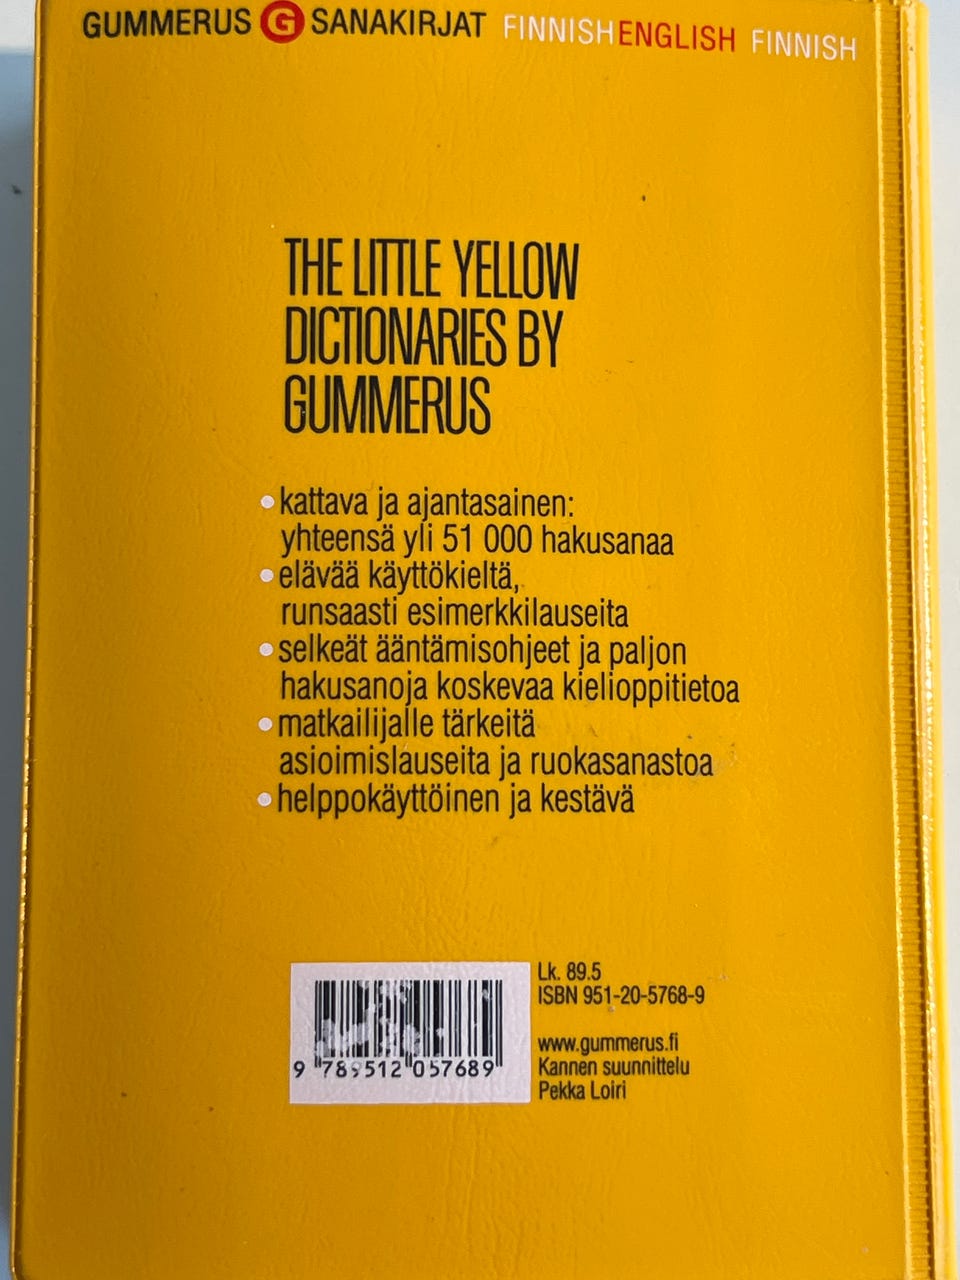 GUMMERUS G SANAKIRJAT FINNISH ENGLISH FINNISH
THE LITTLE YELLOW
DICTIONARIES BY
GUMMERUS
• kattava ja ajantasainen:
yhteensä yli 51 000 hakusanaa
• elävää käyttökieltä,
runsaasti esimerkkilauseita
• selkeät ääntämisohjeet ja paljon
hakusanoja koskevaa kielioppitietoa
• matkailijalle tärkeitä
asioimislauseita ja ruokasanastoa
• helppokäyttöinen ja kestävä
Lk. 89.5
ISBN 951-20-5768-9
www.gummerus.fi
Kannen suunnittelu
Pekka Loiri
9 789512 057689